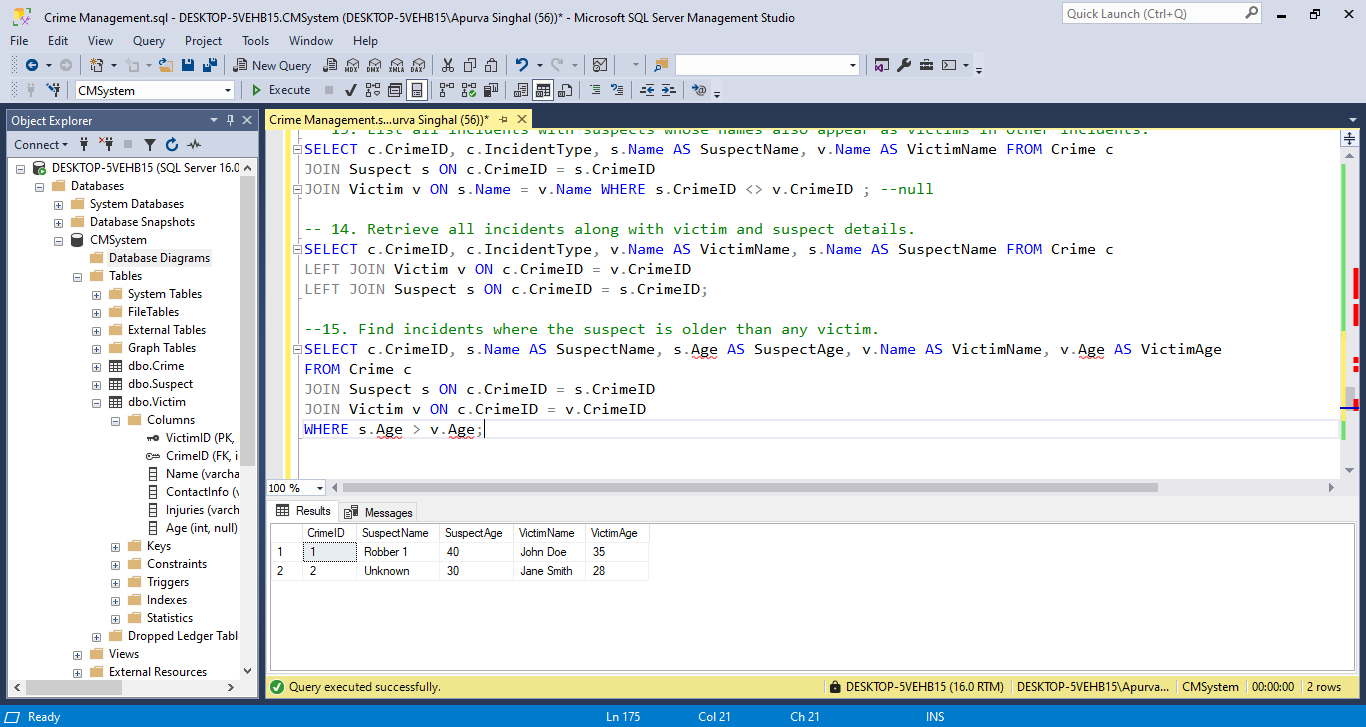 Crime Management.sql - DESKTOP-5VEHB15.CMSystem (DESKTOP-5VEHB15\Apurva Singhal (56))* - Microsoft SQL Server Management Studio
Quick Launch (Ctrl+Q)
File Edit View Query Project Tools Window Help
New Query MDX DMX XMLA DAX
CMSystem Execute
Object Explorer
Connect
DESKTOP-5VEHB15 (SQL Server 16.0
Databases
System Databases
Database Snapshots
CMSystem
Database Diagrams
Tables
System Tables
FileTables
External Tables
Graph Tables
dbo.Crime
dbo.Suspect
dbo.Victim
Columns
VictimID (PK,
CrimeID (FK, i
Name (varcha
ContactInfo (v
Injuries (varch
Age (int, null)
Keys
Constraints
Triggers
Indexes
Statistics
Dropped Ledger Tabl
Views
External Resources
Crime Management.s...urva Singhal (56))*
-- 13. List all incidents with suspects whose names also appear as victims in other incidents.
SELECT c.CrimeID, c.IncidentType, s.Name AS SuspectName, v.Name AS VictimName FROM Crime c
JOIN Suspect s ON c.CrimeID = s.CrimeID
JOIN Victim v ON s.Name = v.Name WHERE s.CrimeID <> v.CrimeID ; --null
-- 14. Retrieve all incidents along with victim and suspect details.
SELECT c.CrimeID, c.IncidentType, v.Name AS VictimName, s.Name AS SuspectName FROM Crime c
LEFT JOIN Victim v ON c.CrimeID = v.CrimeID
LEFT JOIN Suspect s ON c.CrimeID = s.CrimeID;
--15. Find incidents where the suspect is older than any victim.
SELECT c.CrimeID, s.Name AS SuspectName, s.Age AS SuspectAge, v.Name AS VictimName, v.Age AS VictimAge
FROM Crime c
JOIN Suspect s ON c.CrimeID = s.CrimeID
JOIN Victim v ON c.CrimeID = v.CrimeID
WHERE s.Age > v.Age;
100 %
Results Messages
CrimeID SuspectName SuspectAge VictimName VictimAge
1 1 Robber 1 40 John Doe 35
2 2 Unknown 30 Jane Smith 28
Query executed successfully. DESKTOP-5VEHB15 (16.0 RTM) DESKTOP-5VEHB15\Apurva... CMSystem 00:00:00 2 rows
Ready Ln 175 Col 21 Ch 21 INS